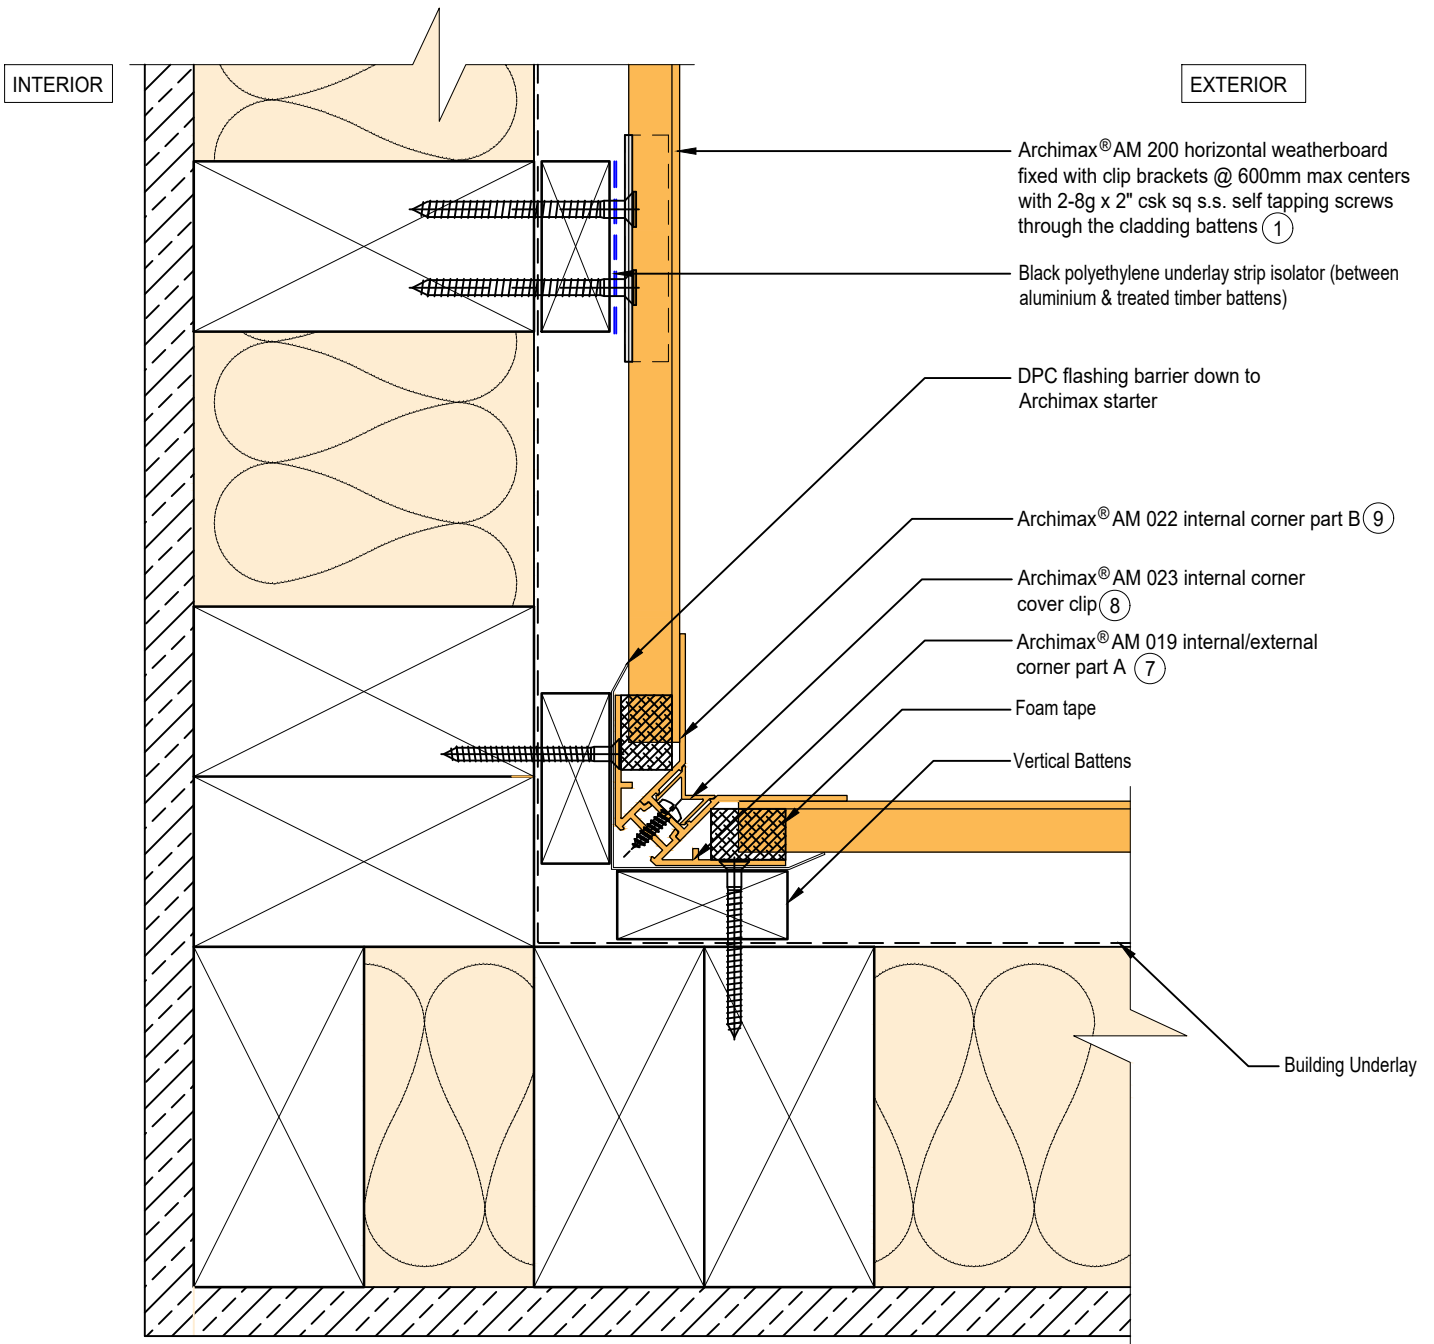 INTERIOR
EXTERIOR
Archimax® AM 200 horizontal weatherboard
fixed with clip brackets @ 600mm max centers
with 2-8g x 2" csk sq s.s. self tapping screws
through the cladding battens 1
Black polyethylene underlay strip isolator (between
aluminium & treated timber battens)
DPC flashing barrier down to
Archimax starter
Archimax® AM 022 internal corner part B 9
Archimax® AM 023 internal corner
cover clip 8
Archimax® AM 019 internal/external
corner part A 7
Foam tape
Vertical Battens
Building Underlay